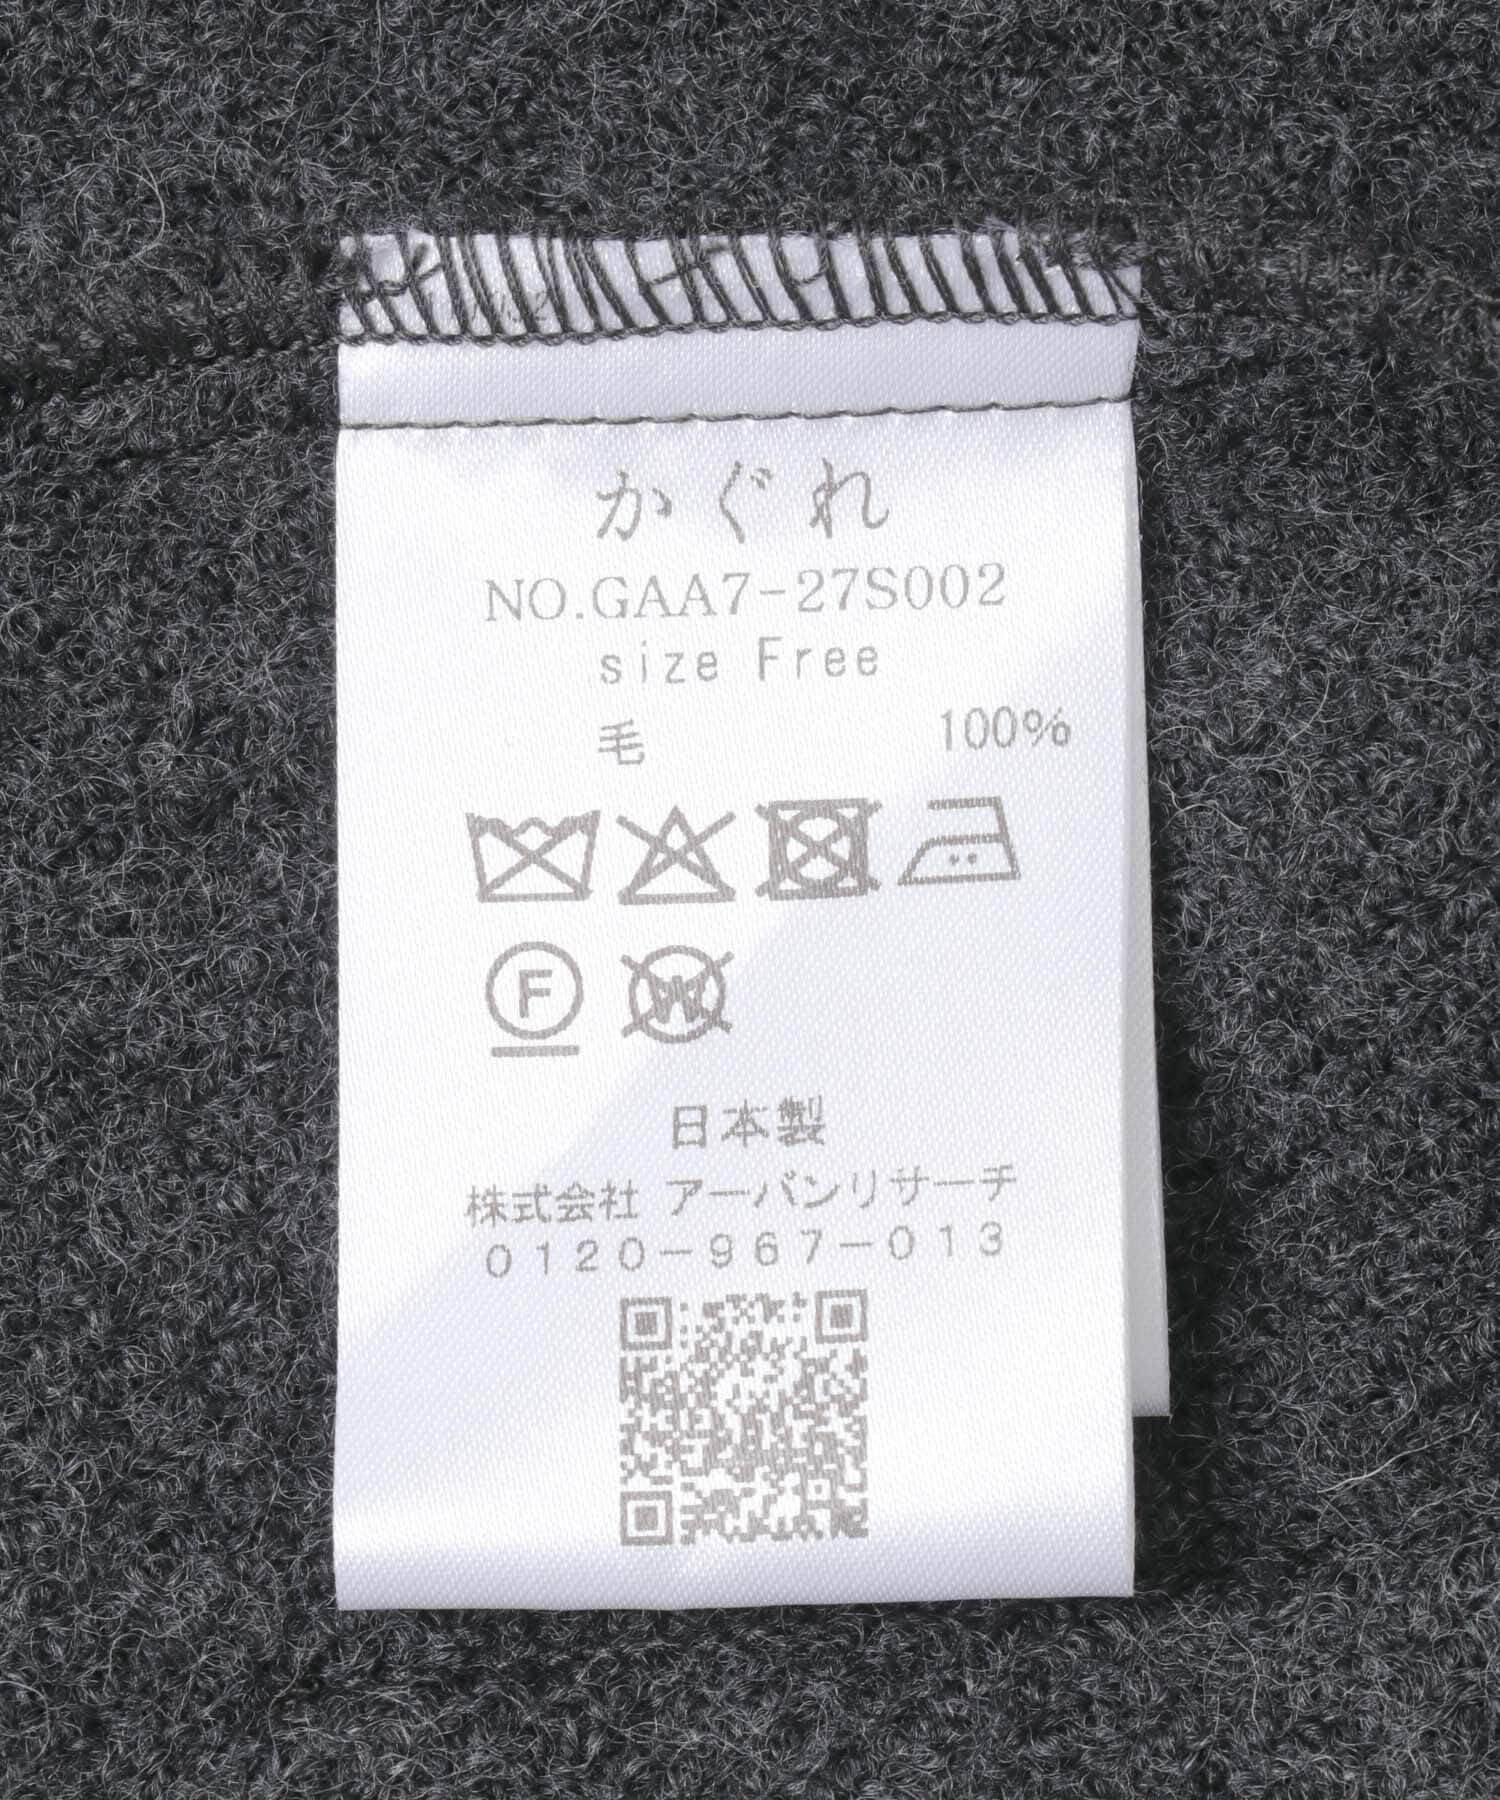 かぐれ
NO.GAA7-27S002
size Free
毛 100%
F W
日本製
株式会社 アーバンリサーチ
0120-967-013